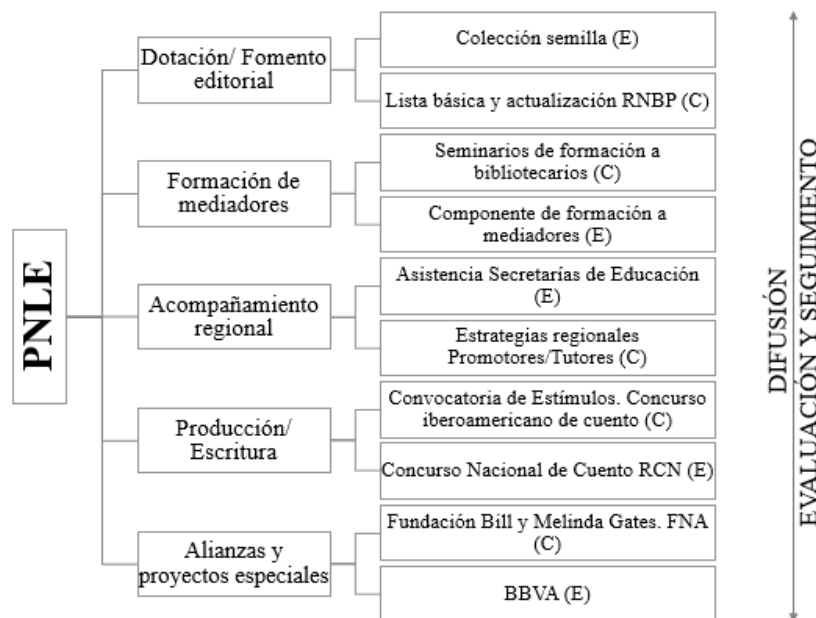 PNLE
Dotación/ Fomento
editorial
Colección semilla (E)
Lista básica y actualización RNBP (C)
Formación de
mediadores
Seminarios de formación a
bibliotecarios (C)
Componente de formación a
mediadores (E)
Acompañamiento
regional
Asistencia Secretarías de Educación
(E)
Estrategias regionales
Promotores/Tutores (C)
Producción/
Escritura
Convocatoria de Estímulos. Concurso
iberoamericano de cuento (C)
Concurso Nacional de Cuento RCN (E)
Alianzas y
proyectos especiales
Fundación Bill y Melinda Gates. FNA
(C)
BBVA (E)
DIFUSIÓN
EVALUACIÓN Y SEGUIMIENTO